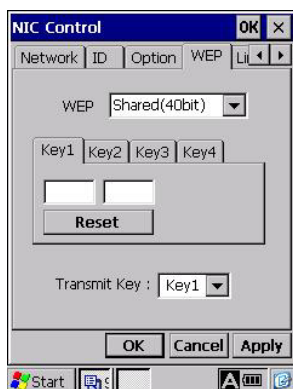 NIC Control OK ×
Network ID Option WEP
WEP Shared(40bit)
Key1 Key2 Key3 Key4
Reset
Transmit Key : Key1
OK Cancel Apply
Start A